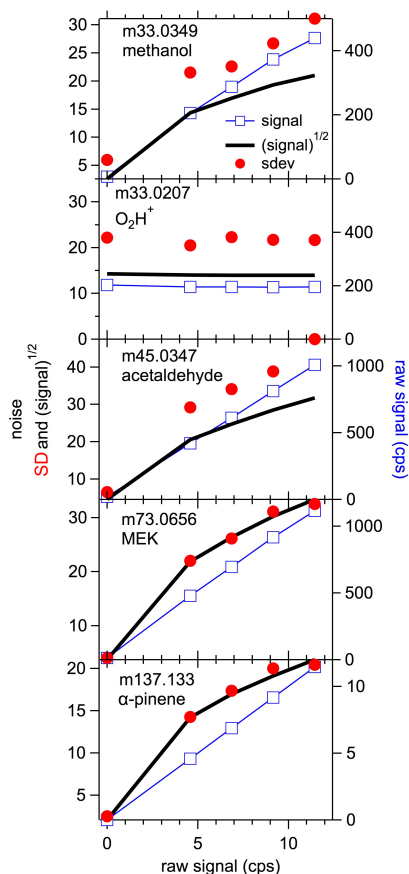 m33.0349
methanol
signal
(signal)1/2
sdev
30
25
20
15
10
5
400
200
0
m33.0207
O2H+
30
20
10
0
400
200
0
m45.0347
acetaldehyde
40
30
20
10
1000
500
0
m73.0656
MEK
30
20
10
1000
500
0
m137.133
α-pinene
20
15
10
5
10
5
0
noise
SD and (signal)1/2
raw signal
(cps)
0
5
10
raw signal (cps)